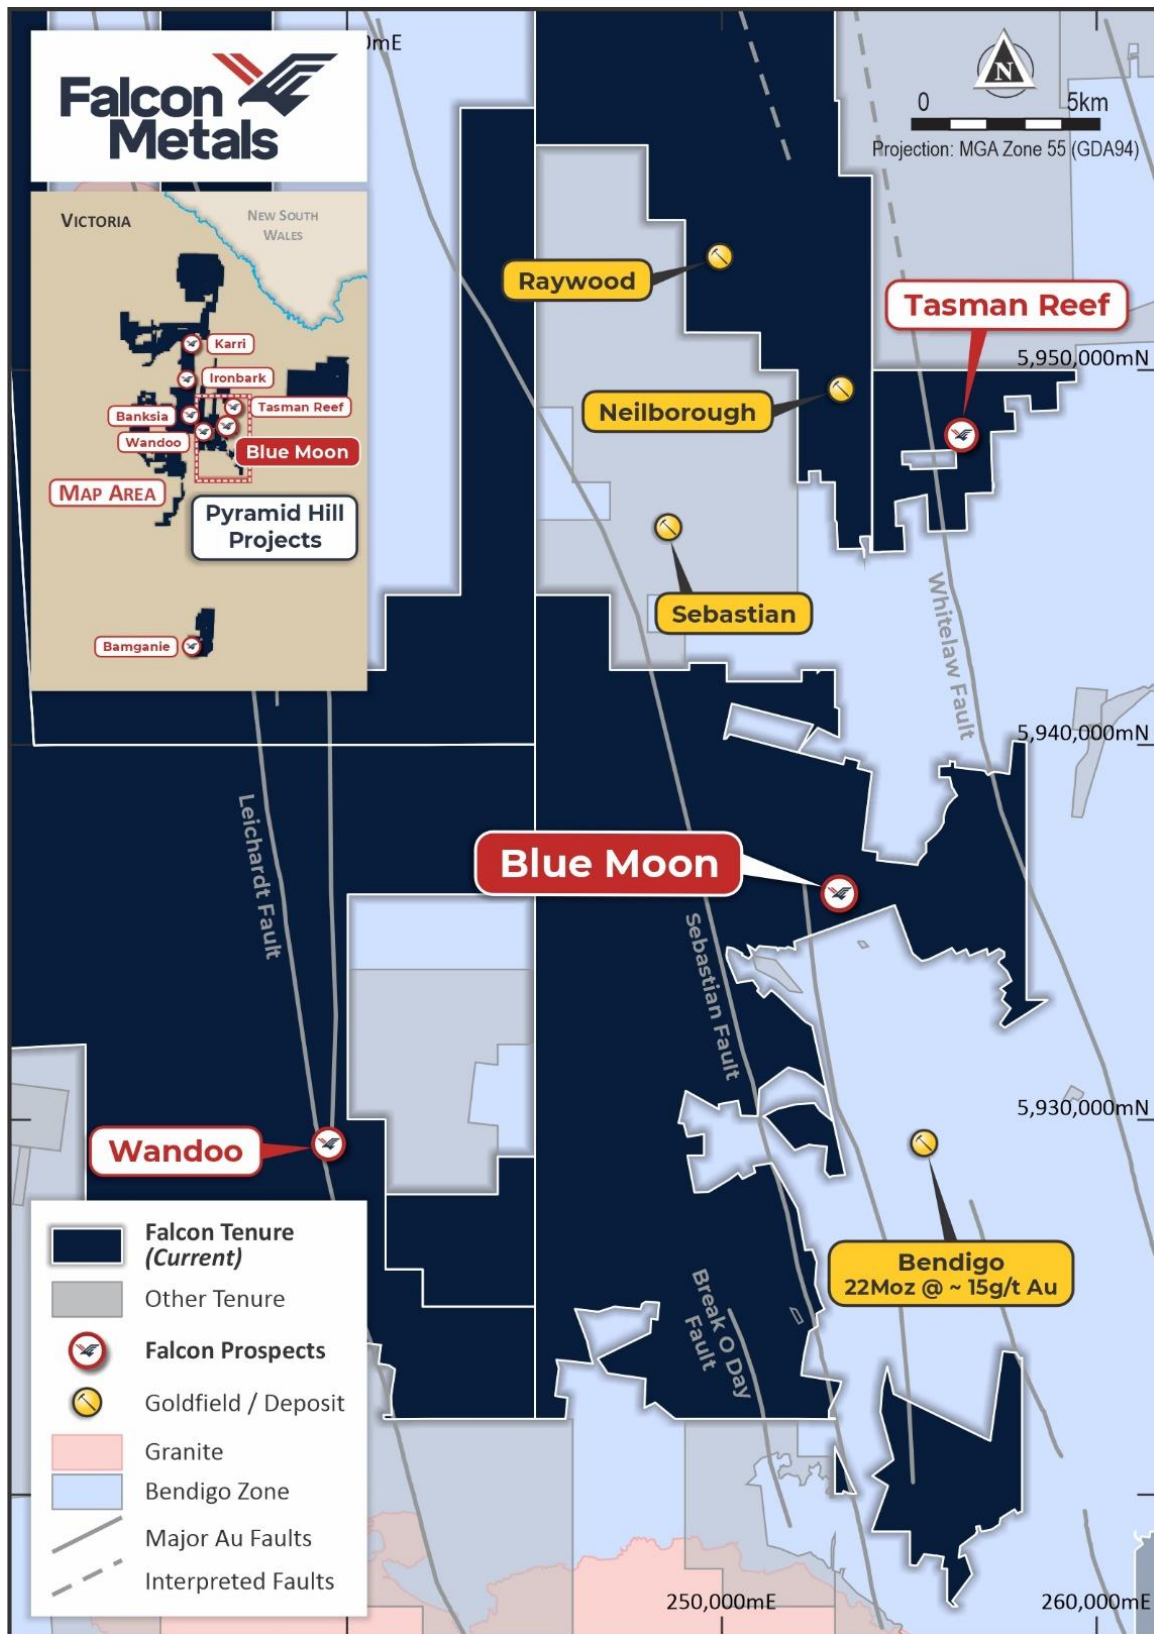 Falcon
Metals
0mE
N
0 5km
Projection: MGA Zone 55 (GDA94)
VICTORIA
NEW SOUTH
WALES
Karri
Ironbark
Banksia
Tasman Reef
Wandoo
Blue Moon
MAP AREA
Pyramid Hill
Projects
Bamganie
Raywood
Tasman Reef
5,950,000mN
Neilborough
Sebastian
Whitelaw Fault
5,940,000mN
Leichardt Fault
Blue Moon
Sebastian Fault
5,930,000mN
Wandoo
Bendigo
22Moz @ ~ 15g/t Au
Break O Day
Fault
Falcon Tenure
(Current)
Other Tenure
Falcon Prospects
Goldfield / Deposit
Granite
Bendigo Zone
Major Au Faults
Interpreted Faults
250,000mE
260,000mE